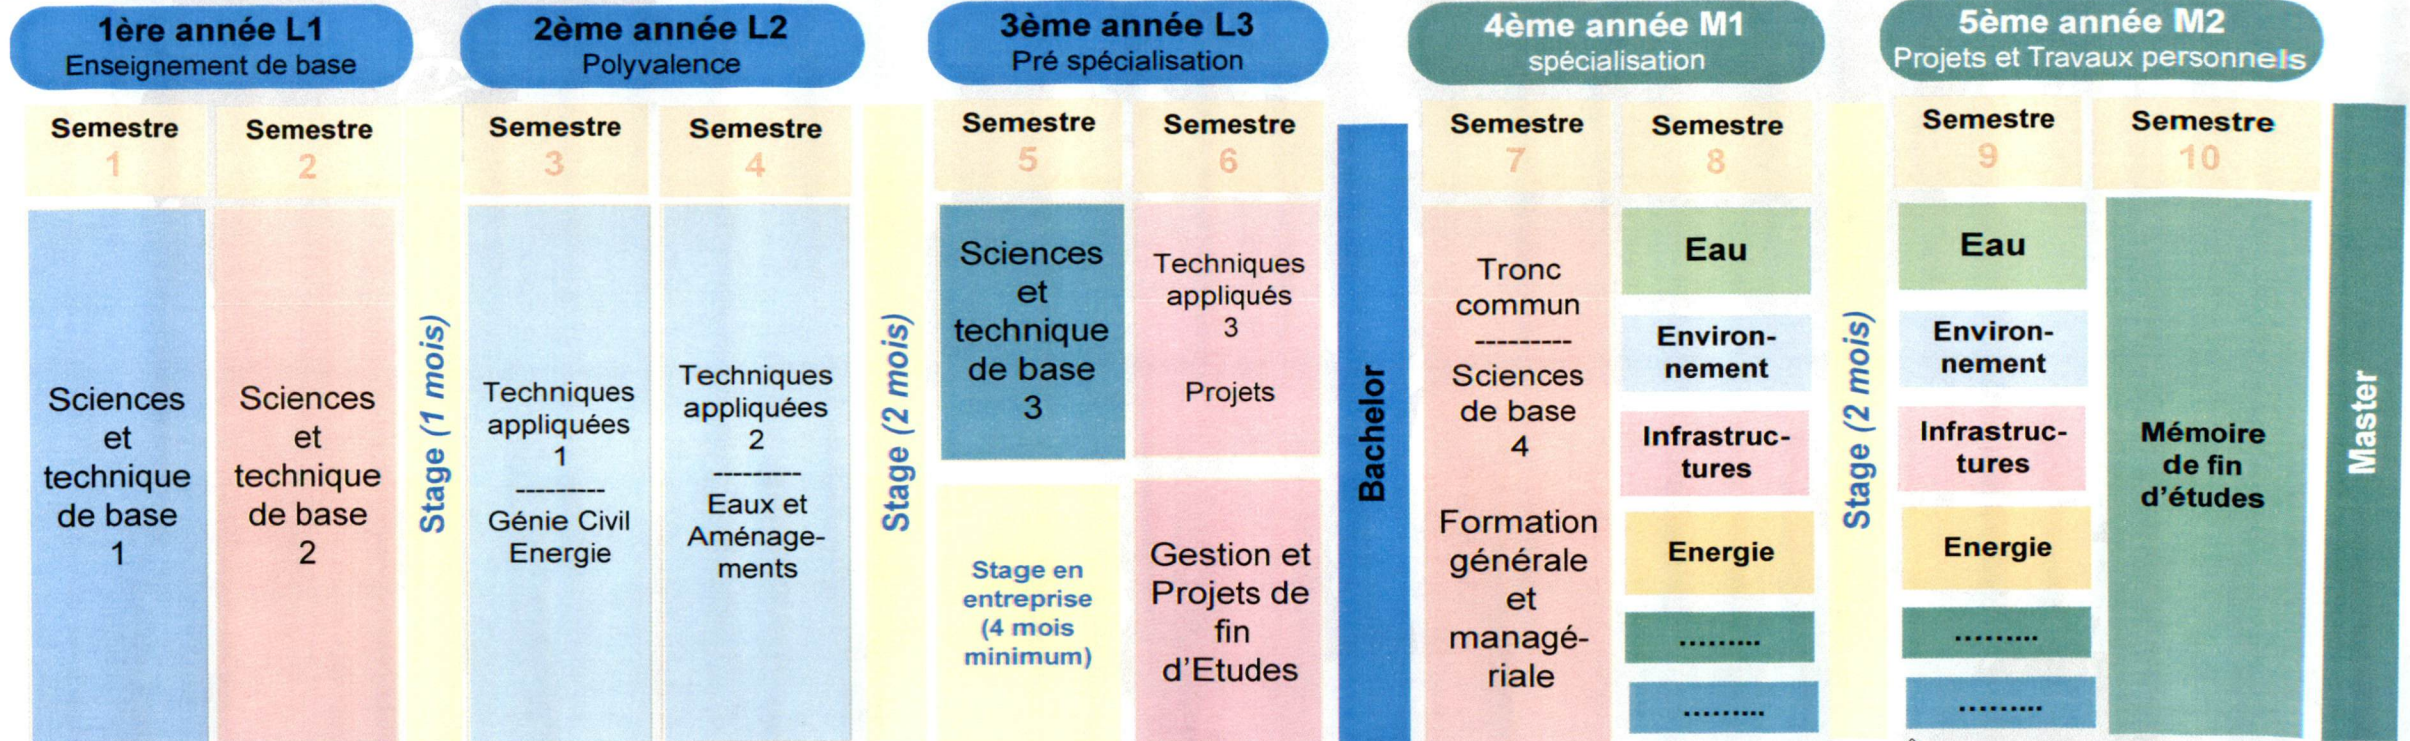 1ère année L1
Enseignement de base
2ème année L2
Polyvalence
3ème année L3
Pré spécialisation
4ème année M1
spécialisation
5ème année M2
Projets et Travaux personnels
Semestre
1
Semestre
2
Semestre
3
Semestre
4
Semestre
5
Semestre
6
Semestre
7
Semestre
8
Semestre
9
Semestre
10
Sciences
et
technique
de base
1
Sciences
et
technique
de base
2
Stage (1 mois)
Techniques
appliquées
1
---------
Génie Civil
Energie
Techniques
appliquées
2
---------
Eaux et
Aménage-
ments
Stage (2 mois)
Sciences
et
technique
de base
3
Stage en
entreprise
(4 mois
minimum)
Techniques
appliqués
3
Projets
Gestion et
Projets de
fin
d'Etudes
Bachelor
Tronc
commun
---------
Sciences
de base
4
Formation
générale
et
managé-
riale
Eau
Environ-
nement
Infrastruc-
tures
Energie
.........
.........
Stage (2 mois)
Eau
Environ-
nement
Infrastruc-
tures
Energie
.........
.........
Mémoire
de fin
d'études
Master